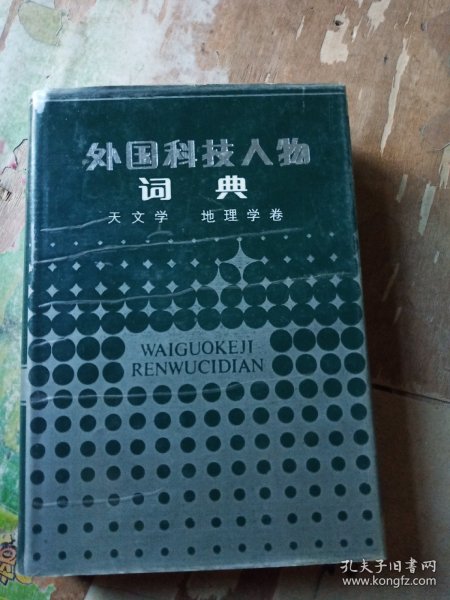 外国科技人物
词典
天文学 地理学卷
WAIGUOKEJI
RENWUCIDIAN
孔夫子旧书网
www.kongfz.com